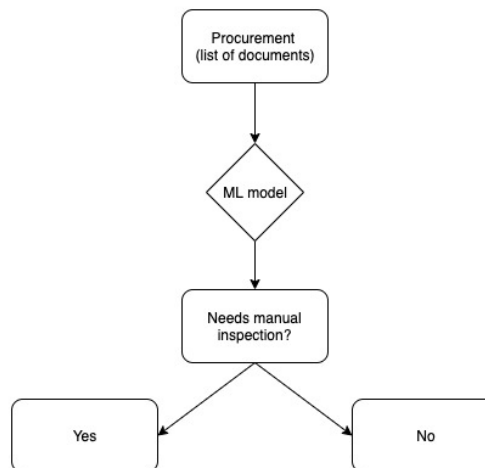 Procurement
(list of documents)
ML model
Needs manual
inspection?
Yes
No